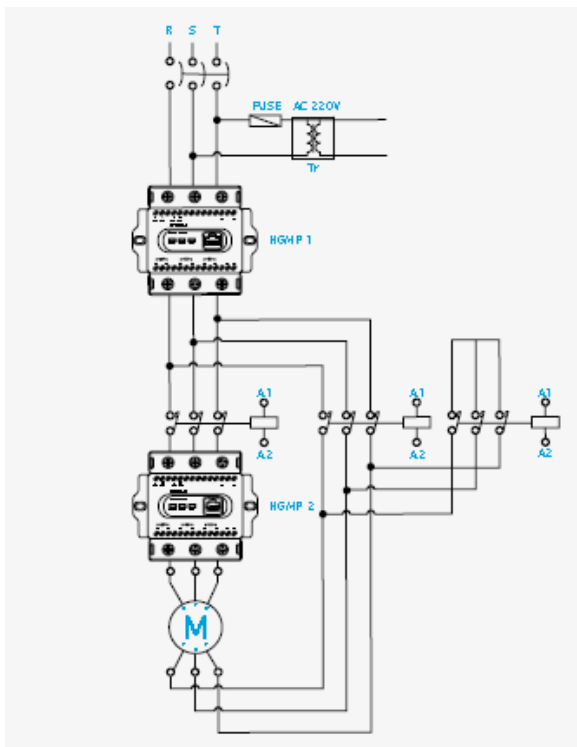 R S T
FUSE AC 220V
Tr
HGMP 1
A1 A1 A1
A2 A2 A2
HGMP 2
M